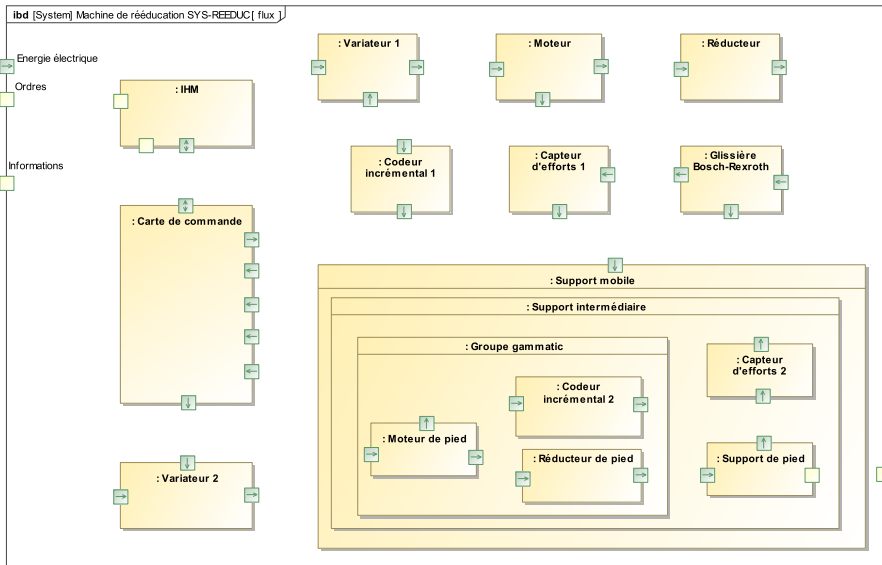 ibd [System] Machine de rééducation SYS-REEDUC[ flux ]
Energie électrique
Ordres
Informations
: IHM
: Variateur 1
: Moteur
: Réducteur
: Codeur
incrémental 1
: Capteur
d'efforts 1
: Glissière
Bosch-Rexroth
: Carte de commande
: Support mobile
: Support intermédiaire
: Groupe gammatic
: Capteur
d'efforts 2
: Codeur
incrémental 2
: Moteur de pied
: Réducteur de pied
: Support de pied
: Variateur 2